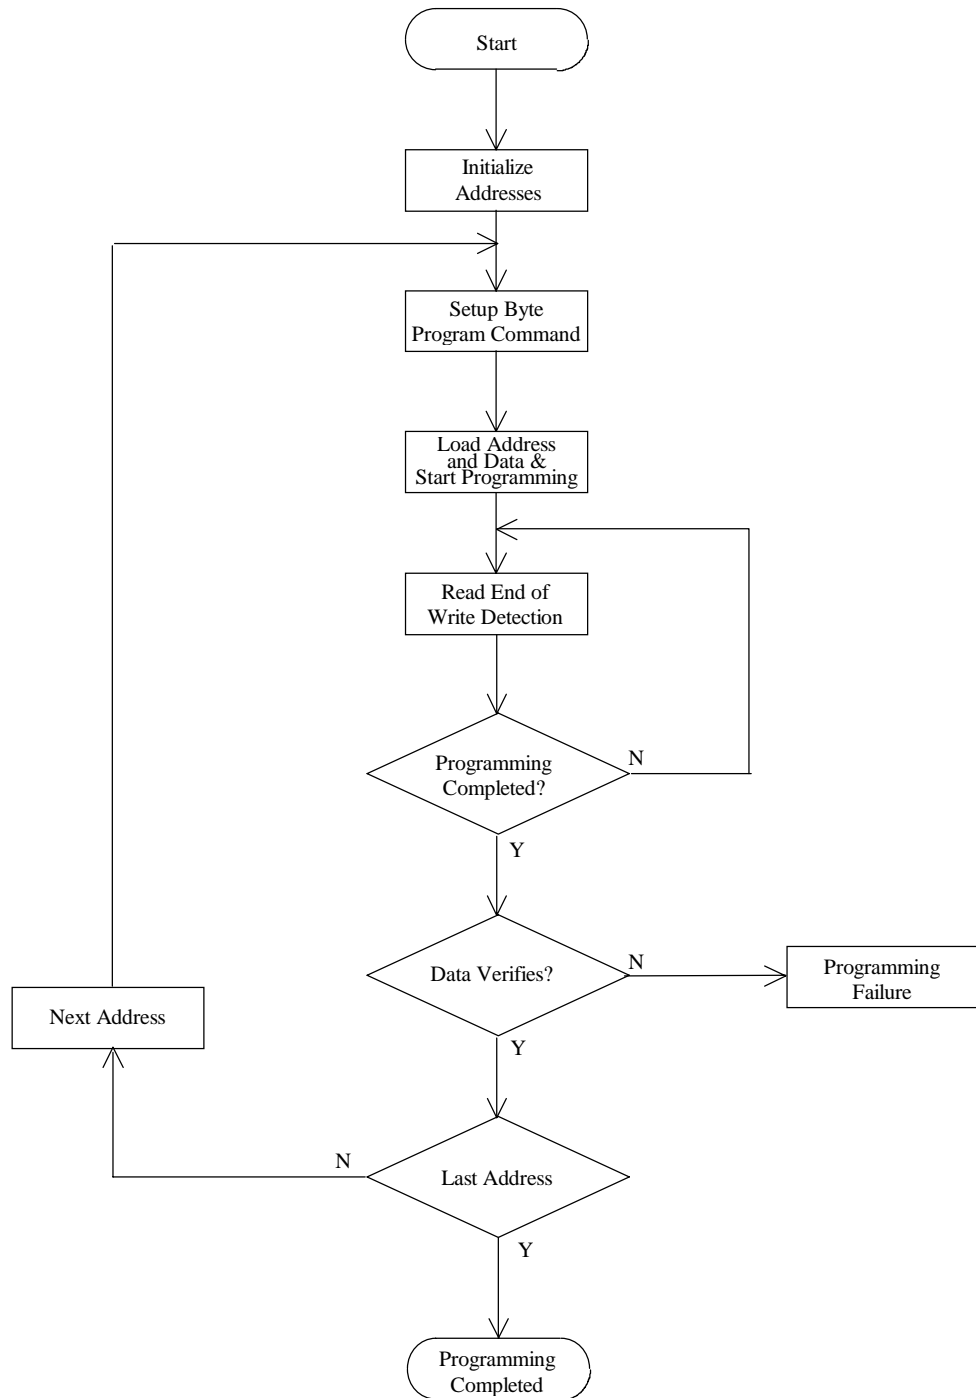 Start
Initialize
Addresses
Setup Byte
Program Command
Load Address
and Data &
Start Programming
Read End of
Write Detection
Programming
Completed?
N
Y
Data Verifies?
N
Programming
Failure
Next Address
Y
N
Last Address
Y
Programming
Completed